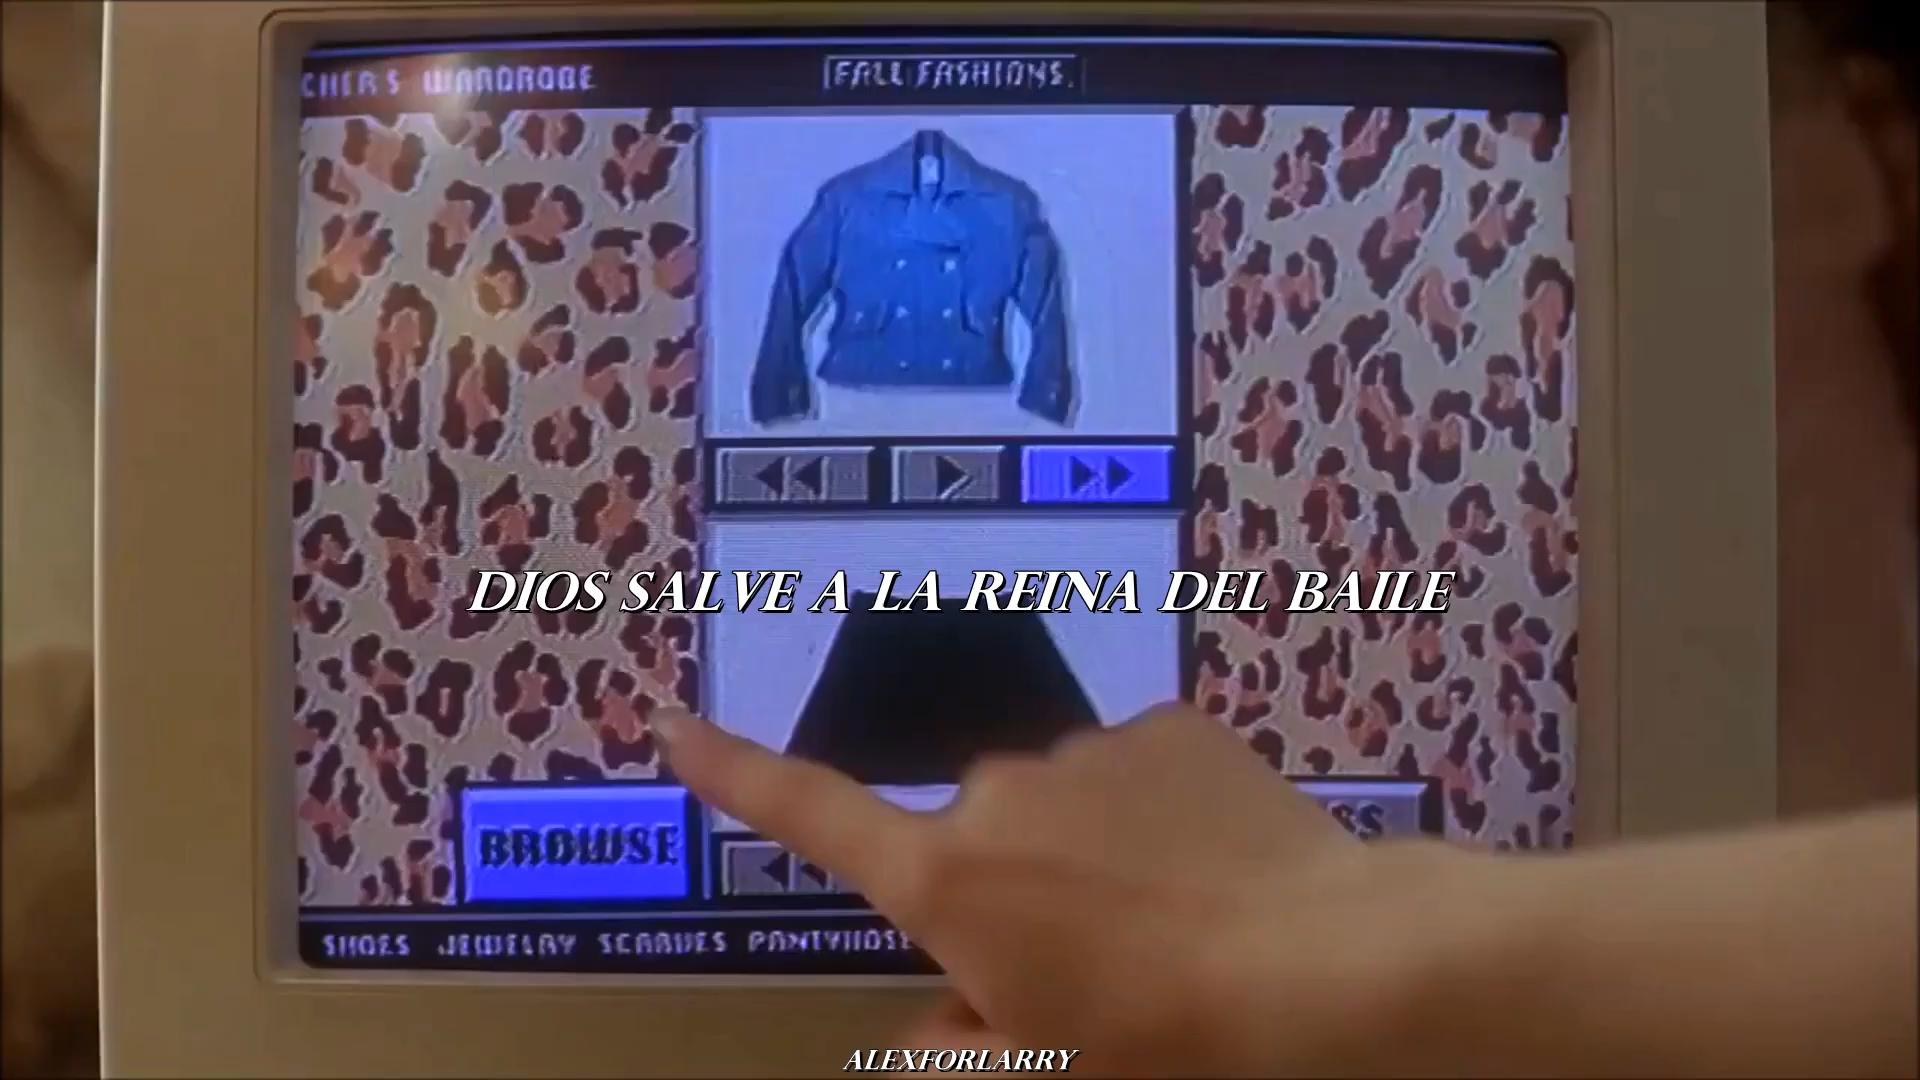 CHER'S WARDROBE
FALL FASHIONS.
DIOS SALVE A LA REINA DEL BAILE
BROWSE
SHOES JEWELRY SCARVES PANTYHOSE
ALEXFORLARRY